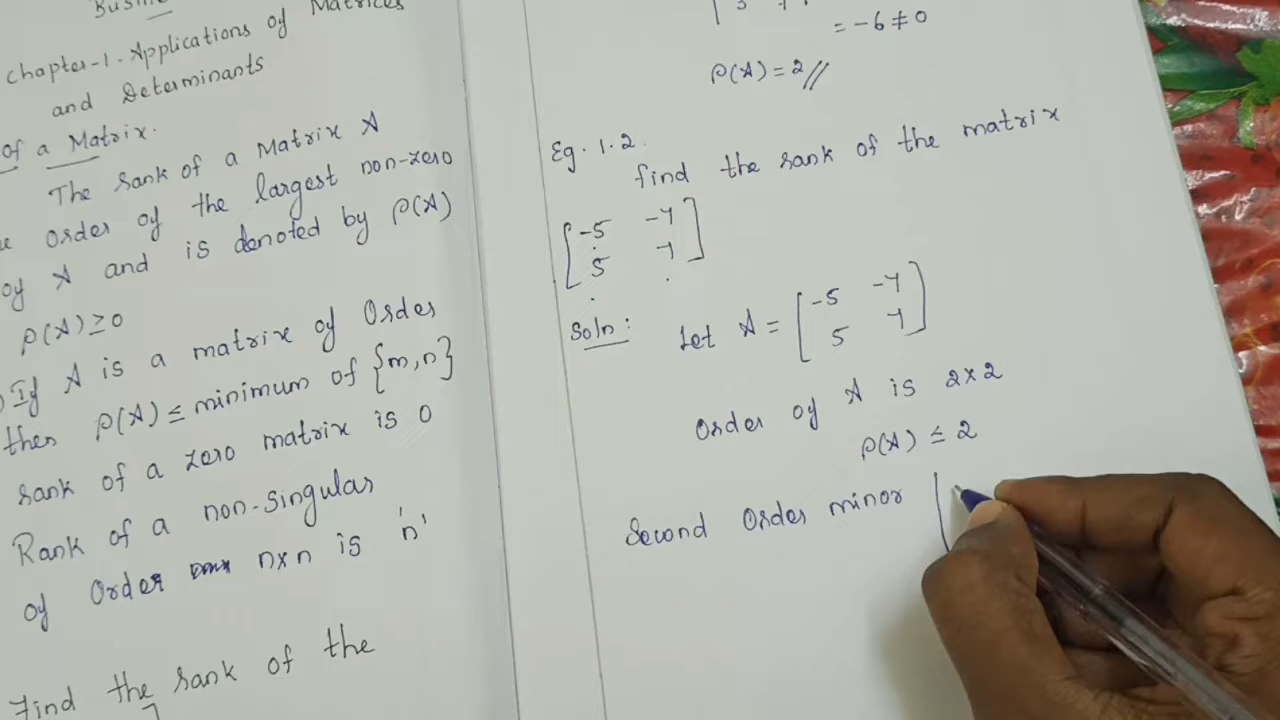 Chapter-1. Applications of Matrices
and Determinants
of a Matrix.
The rank of a Matrix A
order of the largest non-zero
of A and is denoted by ρ(A)
ρ(A) ≥ 0
If A is a matrix of Order
then ρ(A) ≤ minimum of {m,n}
rank of a zero matrix is 0
Rank of a non-singular
of Order n×n is 'n'
Find the rank of the
= -6 ≠ 0
ρ(A) = 2 //
Eg. 1.2.
find the rank of the matrix
[-5 -7
5 7]
Soln: Let A = [-5 -7
5 7]
Order of A is 2×2
ρ(A) ≤ 2
Second Order minor |